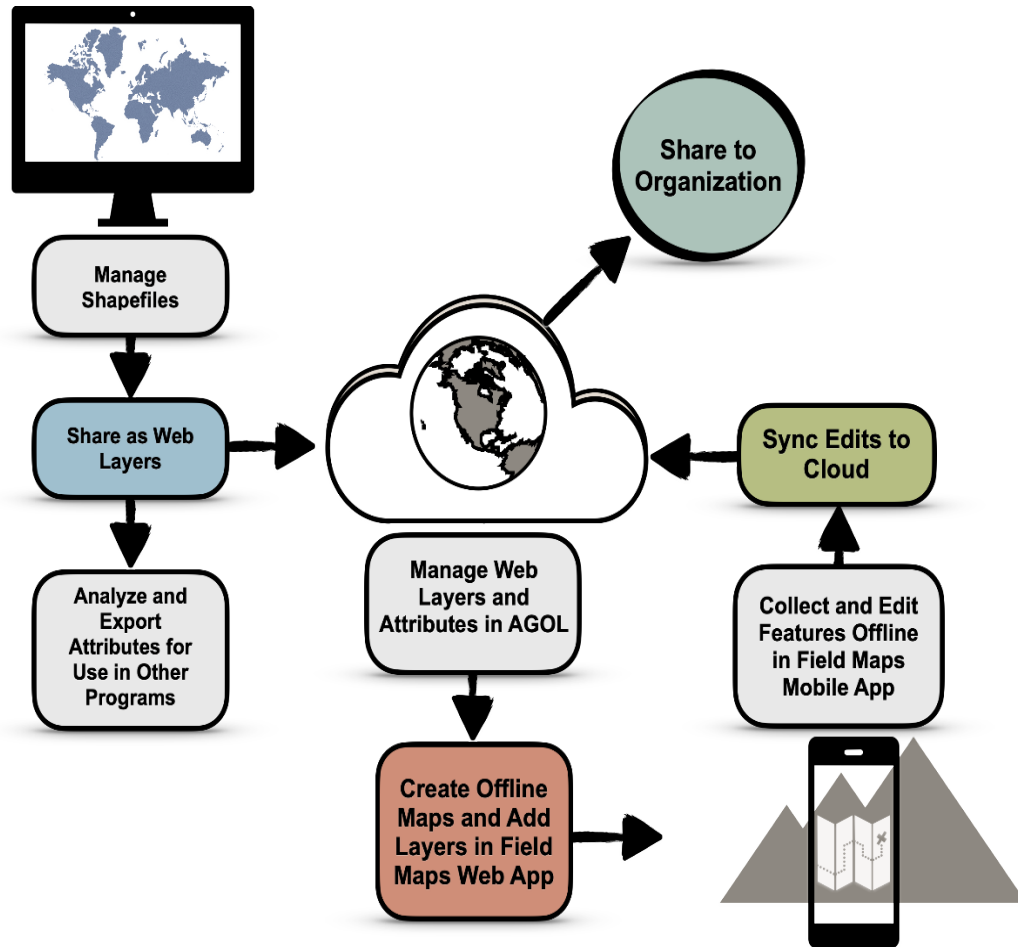 Manage
Shapefiles
Share as Web
Layers
Analyze and
Export
Attributes for
Use in Other
Programs
Share to
Organization
Manage Web
Layers and
Attributes in AGOL
Create Offline
Maps and Add
Layers in Field
Maps Web App
Sync Edits to
Cloud
Collect and Edit
Features Offline
in Field Maps
Mobile App